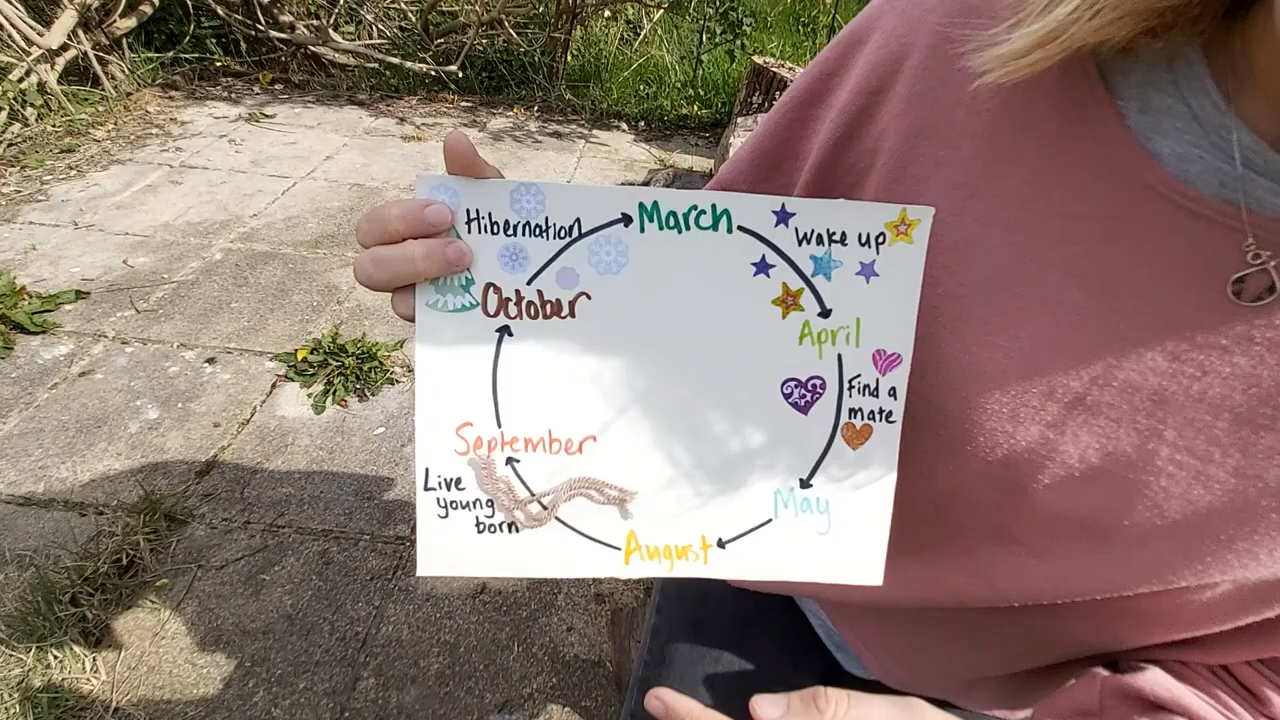 Hibernation
March
Wake up
October
April
Find a
mate
September
Live
young
born
May
August